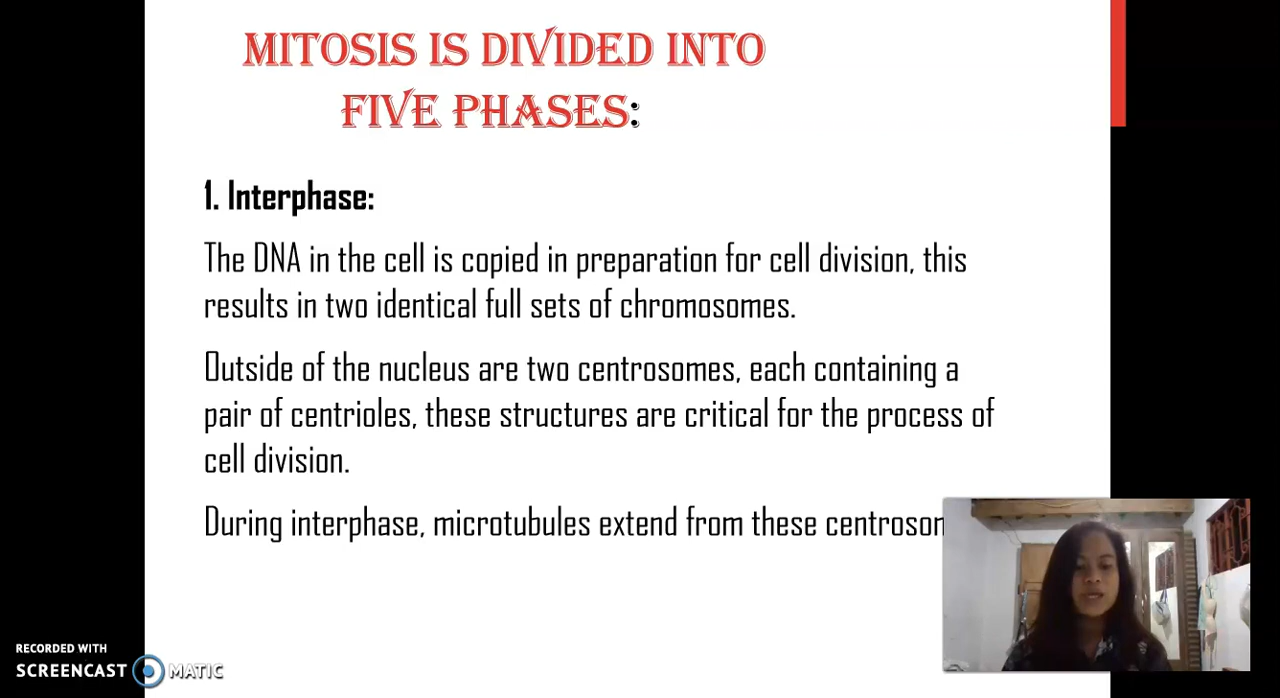 MITOSIS IS DIVIDED INTO
FIVE PHASES:
1. Interphase:
The DNA in the cell is copied in preparation for cell division, this
results in two identical full sets of chromosomes.
Outside of the nucleus are two centrosomes, each containing a
pair of centrioles, these structures are critical for the process of
cell division.
During interphase, microtubules extend from these
RECORDED WITH
SCREENCAST MATIC